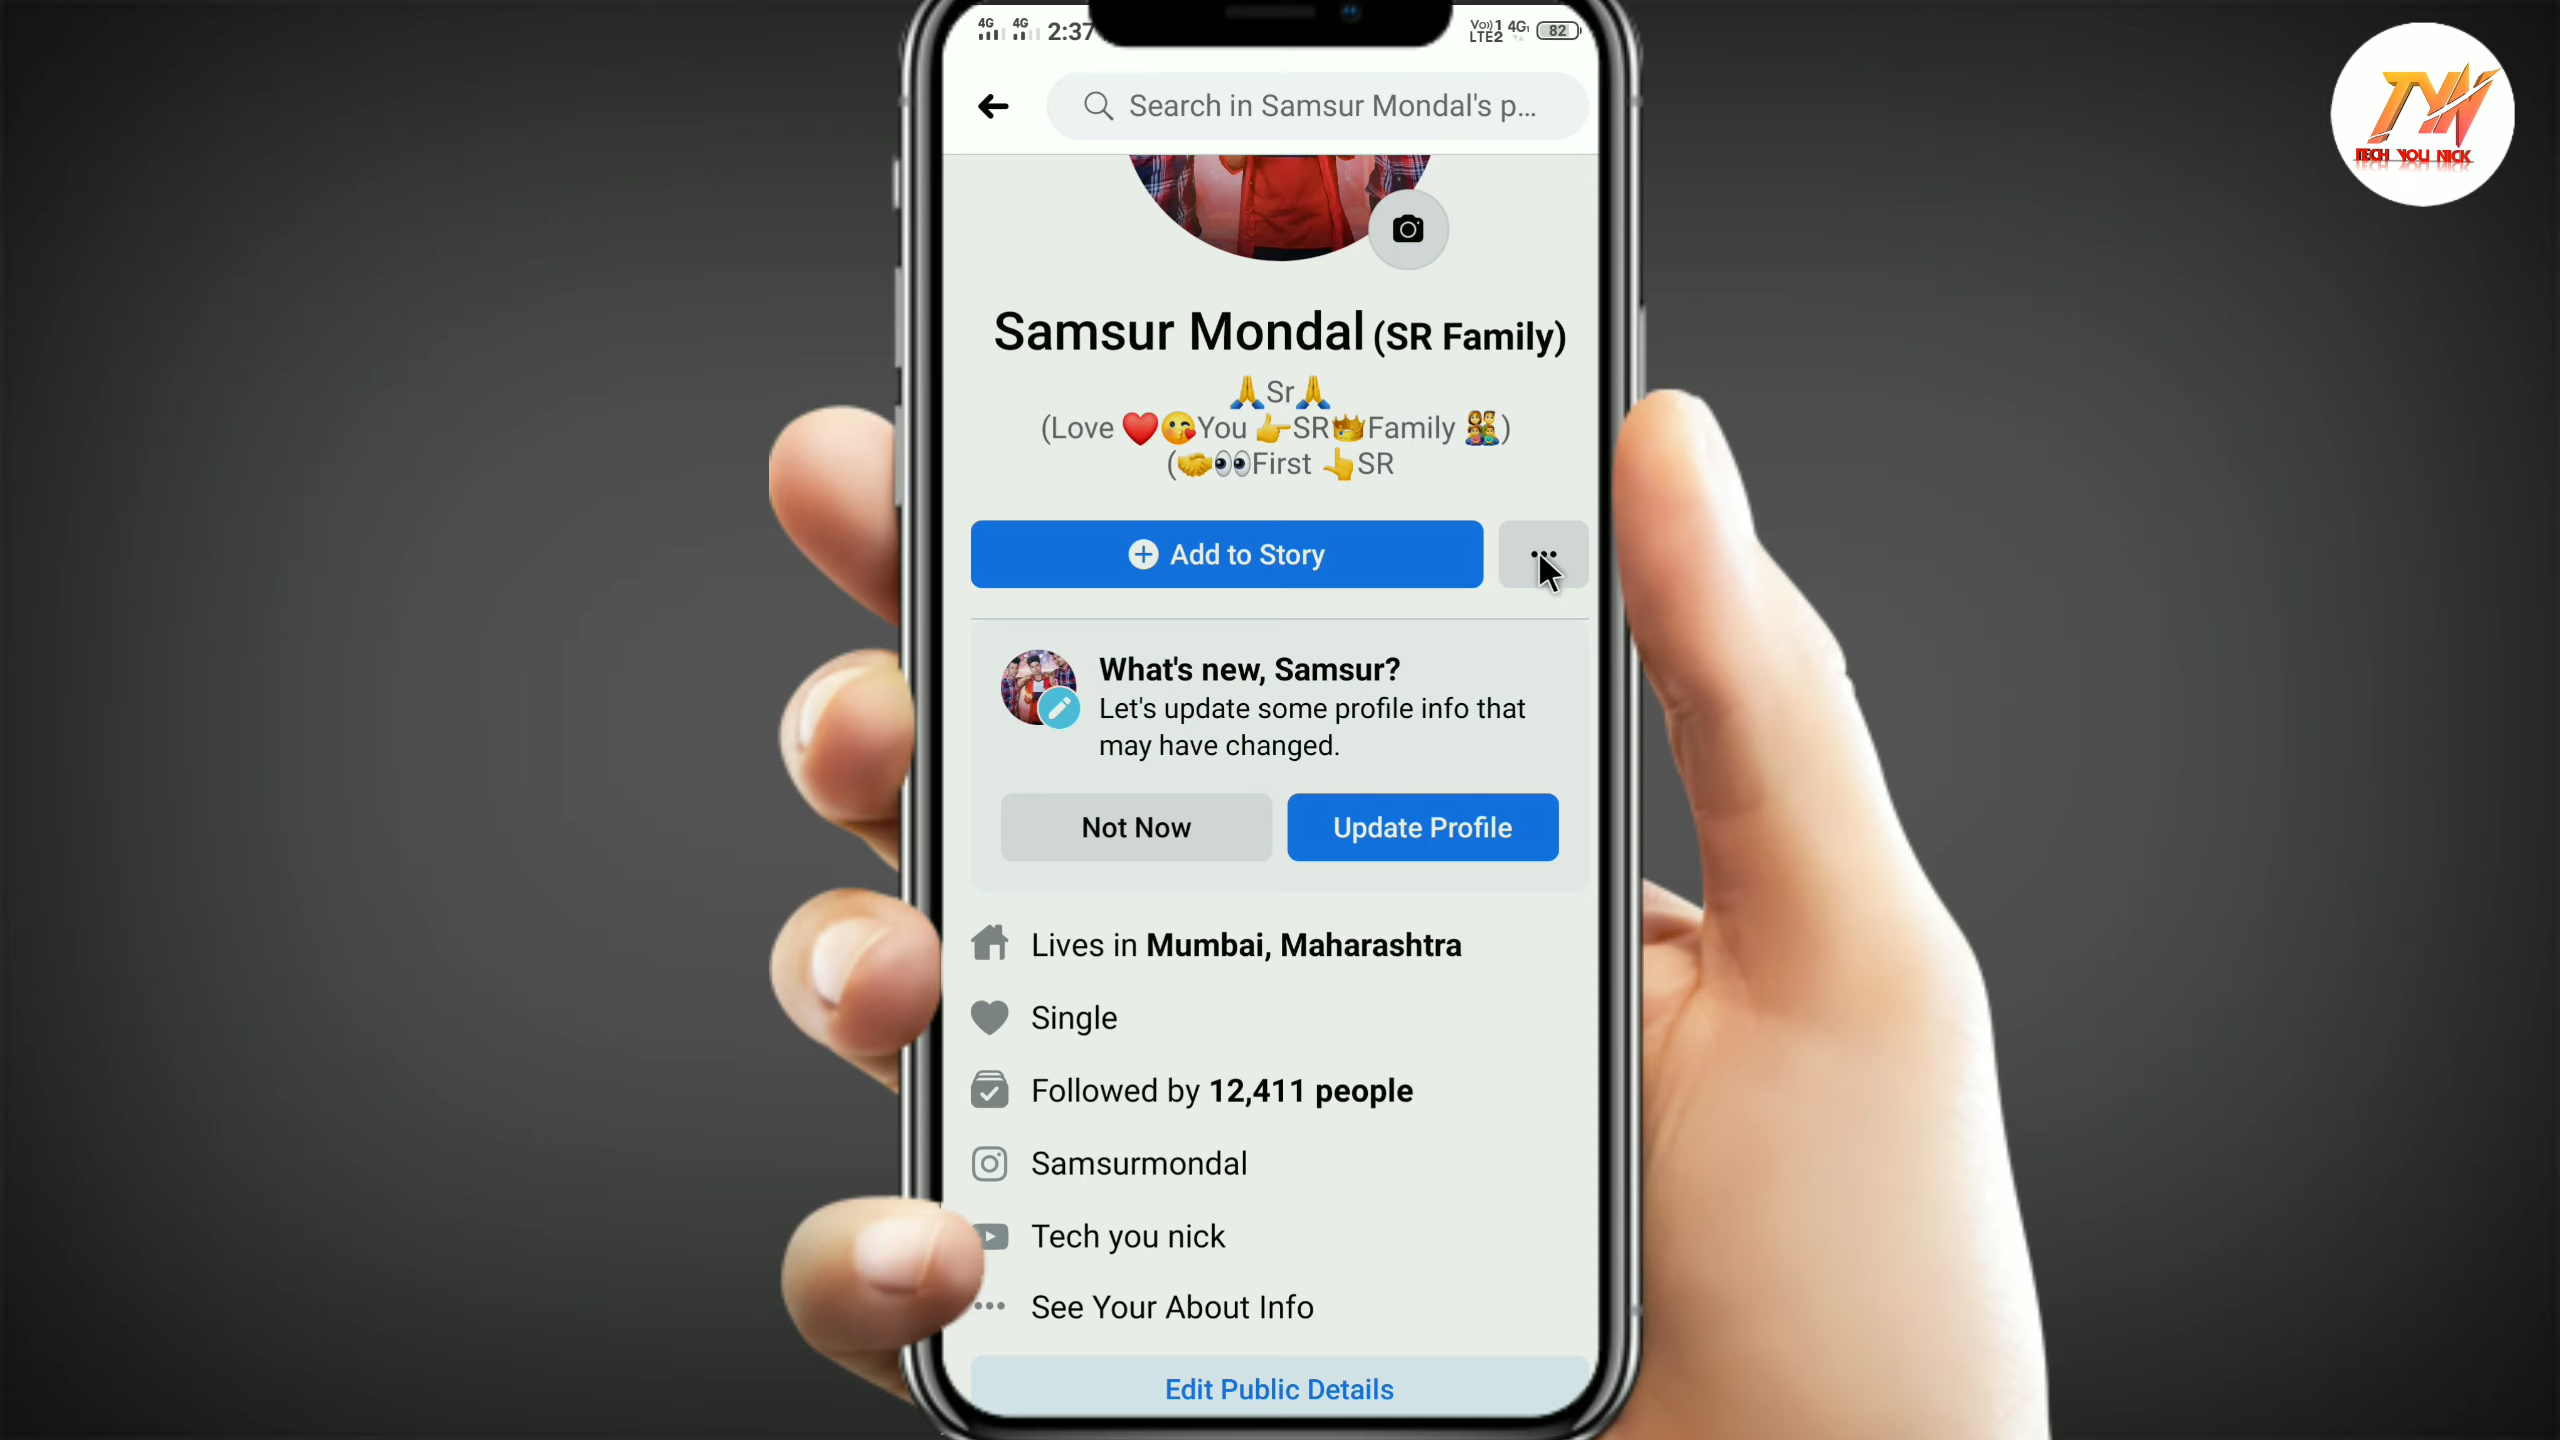 4G 4G 2:37 Vo)) 1 LTE2 4G 82
Search in Samsur Mondal's p...
TYN
TECH YOU NICK
Samsur Mondal (SR Family)
🙏Sr🙏
(Love ❤️😘You 👉SR👑Family 👨‍👩‍👧‍👦)
(🤝👀First 👆SR
Add to Story
What's new, Samsur?
Let's update some profile info that
may have changed.
Not Now Update Profile
Lives in Mumbai, Maharashtra
Single
Followed by 12,411 people
Samsurmondal
Tech you nick
See Your About Info
Edit Public Details